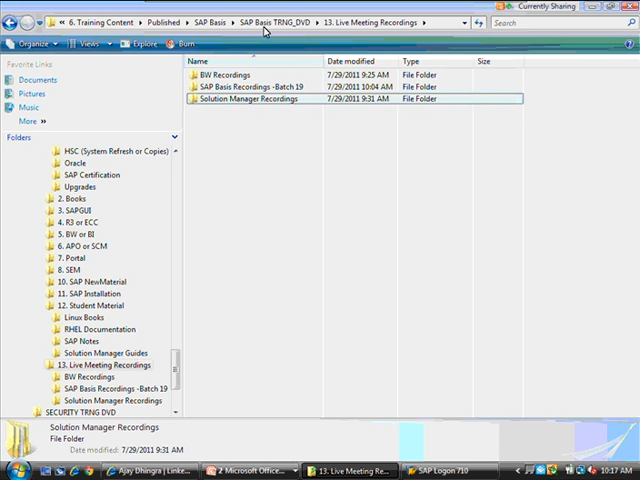 Currently Sharing
6. Training Content
Published
SAP Basis
SAP Basis TRNG_DVD
13. Live Meeting Recordings
Search
Organize
Views
Explore
Burn
Favorite Links
Documents
Pictures
Music
More »
Folders
HSC (System Refresh or Copies)
Oracle
SAP Certification
Upgrades
2. Books
3. SAPGUI
4. R3 or ECC
5. BW or BI
6. APO or SCM
7. Portal
8. SEM
10. SAP NewMaterial
11. SAP Installation
12. Student Material
Linux Books
RHEL Documentation
SAP Notes
Solution Manager Guides
13. Live Meeting Recordings
BW Recordings
SAP Basis Recordings -Batch 19
Solution Manager Recordings
SECURITY TRNG DVD
Name Date modified Type Size
BW Recordings 7/29/2011 9:25 AM File Folder
SAP Basis Recordings -Batch 19 7/29/2011 10:04 AM File Folder
Solution Manager Recordings 7/29/2011 9:31 AM File Folder
Solution Manager Recordings
File Folder
Date modified: 7/29/2011 9:31 AM
Ajay Dhingra | Linke...
2 Microsoft Office...
13. Live Meeting Re...
SAP Logon 710
10:17 AM